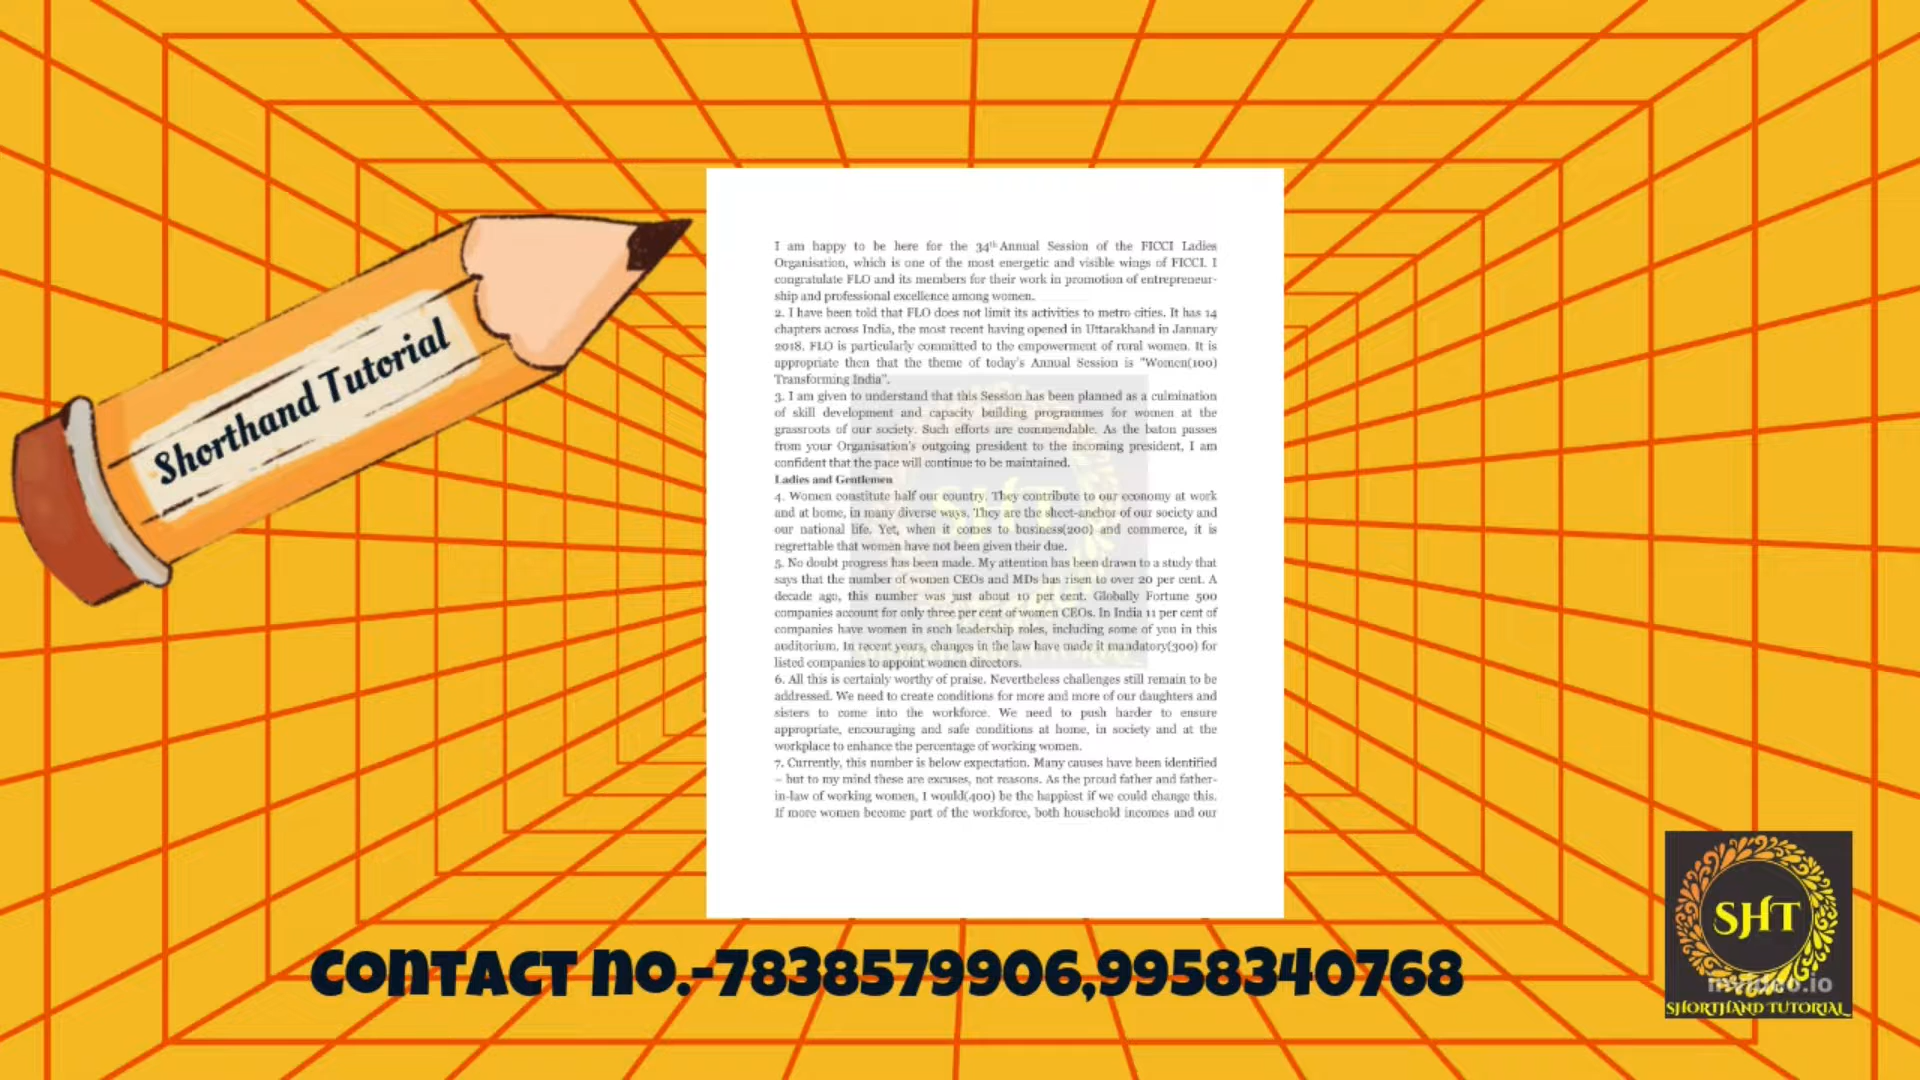 Shorthand Tutorial
I am happy to be here for the 34th Annual Session of the FICCI Ladies
Organisation, which is one of the most energetic and visible wings of FICCI. I
congratulate FLO and its members for their work in promotion of entrepreneur-
ship and professional excellence among women.
2. I have been told that FLO does not limit its activities to metro cities. It has 14
chapters across India, the most recent having opened in Uttarakhand in January
2018. FLO is particularly committed to the empowerment of rural women. It is
appropriate then that the theme of today's Annual Session is "Women(100)
Transforming India".
3. I am given to understand that this Session has been planned as a culmination
of skill development and capacity building programmes for women at the
grassroots of our society. Such efforts are commendable. As the baton passes
from your Organisation's outgoing president to the incoming president, I am
confident that the pace will continue to be maintained.
Ladies and Gentlemen
4. Women constitute half our country. They contribute to our economy at work
and at home, in many diverse ways. They are the sheet-anchor of our society and
our national life. Yet, when it comes to business(200) and commerce, it is
regrettable that women have not been given their due.
5. No doubt progress has been made. My attention has been drawn to a study that
says that the number of women CEOs and MDs has risen to over 20 per cent. A
decade ago, this number was just about 10 per cent. Globally Fortune 500
companies account for only three per cent of women CEOs. In India 11 per cent of
companies have women in such leadership roles, including some of you in this
auditorium. In recent years, changes in the law have made it mandatory(300) for
listed companies to appoint women directors.
6. All this is certainly worthy of praise. Nevertheless challenges still remain to be
addressed. We need to create conditions for more and more of our daughters and
sisters to come into the workforce. We need to push harder to ensure
appropriate, encouraging and safe conditions at home, in society and at the
workplace to enhance the percentage of working women.
7. Currently, this number is below expectation. Many causes have been identified
– but to my mind these are excuses, not reasons. As the proud father and father-
in-law of working women, I would(400) be the happiest if we could change this.
If more women become part of the workforce, both household incomes and our
SHT
SHORTHAND TUTORIAL
Contact no.-7838579906,9958340768